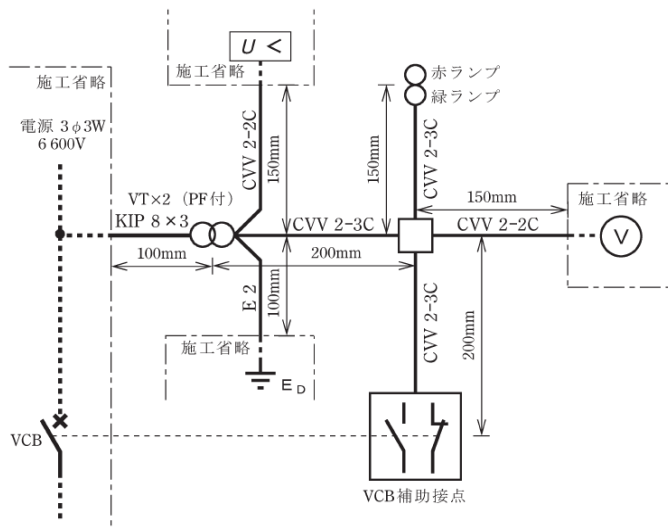 U <
施工省略
施工省略
電源 3φ3W
6 600V
赤ランプ
緑ランプ
CVV 2-2C
150mm
150mm
CVV 2-3C
VT×2 (PF付)
KIP 8×3
CVV 2-3C
150mm
CVV 2-2C
施工省略
V
100mm
200mm
E 2
100mm
CVV 2-3C
200mm
施工省略
ED
VCB
VCB補助接点